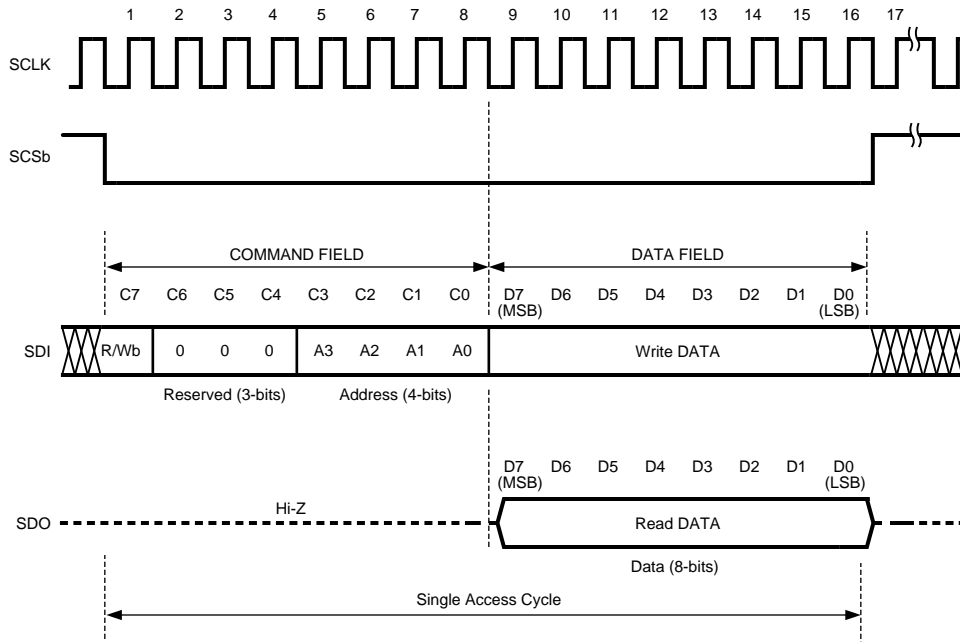 1 2 3 4 5 6 7 8 9 10 11 12 13 14 15 16 17
SCLK
SCSb
COMMAND FIELD DATA FIELD
C7 C6 C5 C4 C3 C2 C1 C0 D7 D6 D5 D4 D3 D2 D1 D0
(MSB) (LSB)
SDI R/Wb 0 0 0 A3 A2 A1 A0 Write DATA
Reserved (3-bits) Address (4-bits)
D7 D6 D5 D4 D3 D2 D1 D0
(MSB) (LSB)
Hi-Z
SDO Read DATA
Data (8-bits)
Single Access Cycle